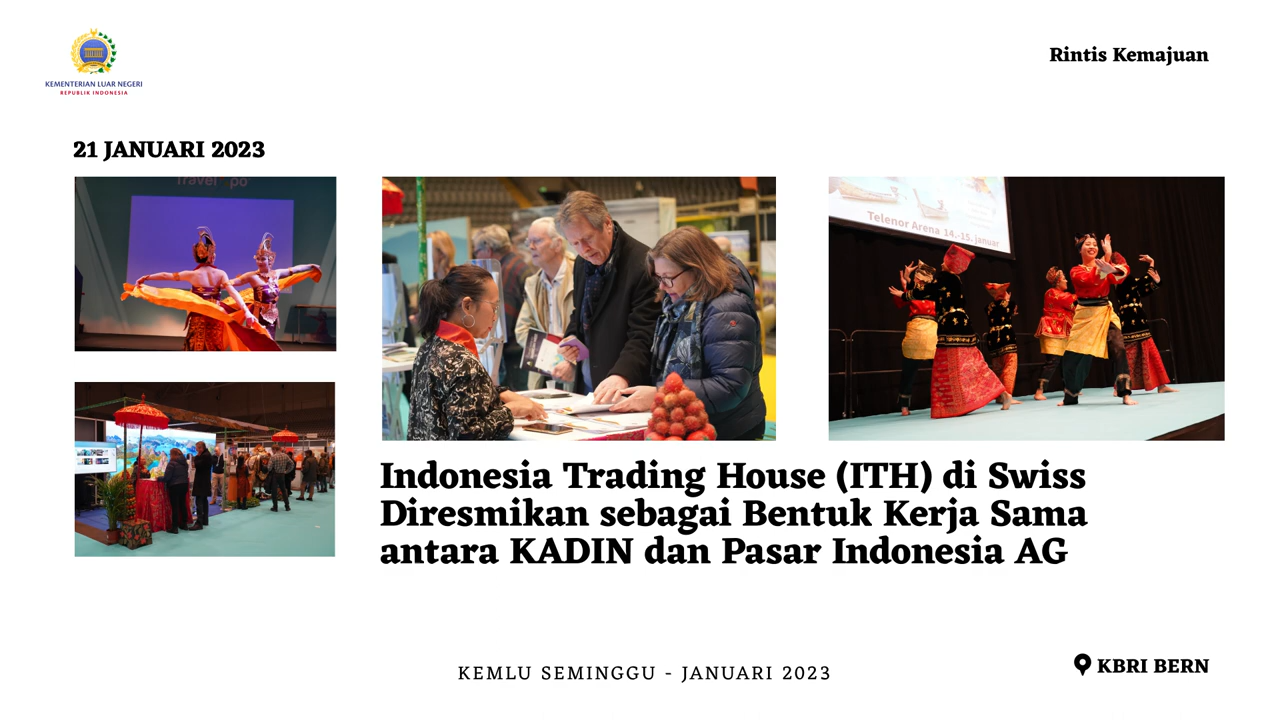 KEMENTERIAN LUAR NEGERI
REPUBLIK INDONESIA
Rintis Kemajuan
21 JANUARI 2023
Travel
po
Telenor Arena 14.-15. januar
Indonesia Trading House (ITH) di Swiss
Diresmikan sebagai Bentuk Kerja Sama
antara KADIN dan Pasar Indonesia AG
KEMLU SEMINGGU - JANUARI 2023
KBRI BERN